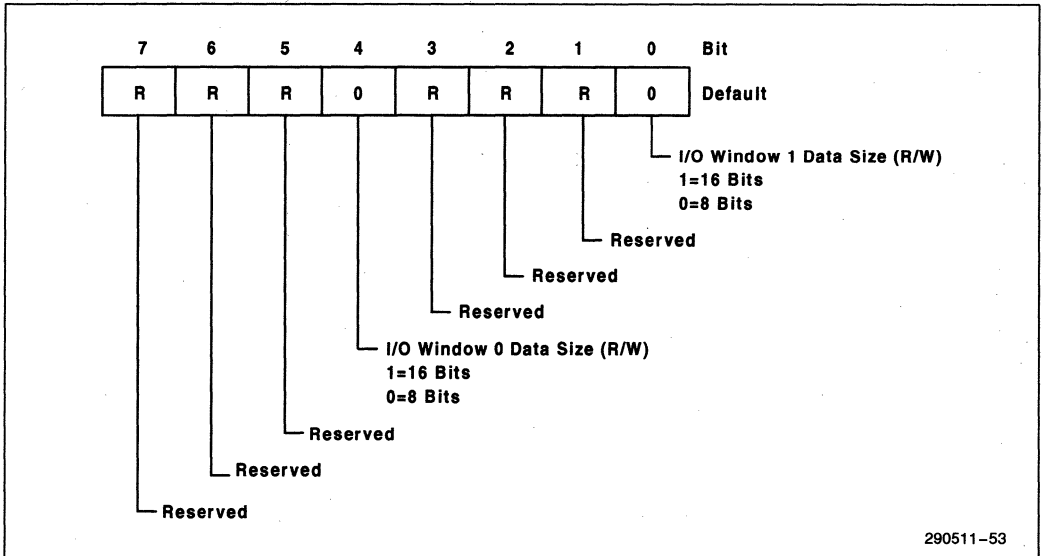 7 6 5 4 3 2 1 0 Bit
R R R 0 R R R 0 Default
I/O Window 1 Data Size (R/W)
1=16 Bits
0=8 Bits
Reserved
Reserved
Reserved
I/O Window 0 Data Size (R/W)
1=16 Bits
0=8 Bits
Reserved
Reserved
Reserved
290511–53